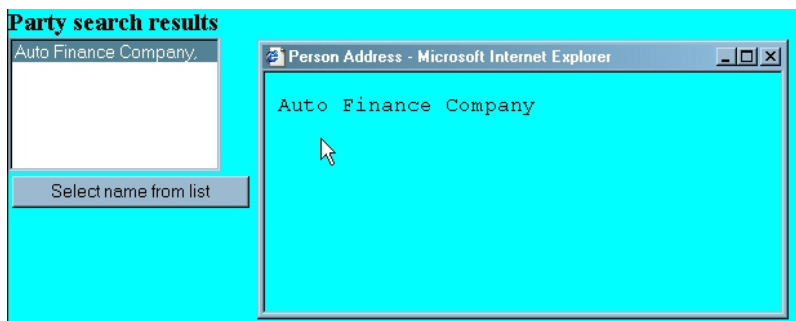 Party search results
Auto Finance Company,
Select name from list
Person Address - Microsoft Internet Explorer
Auto Finance Company